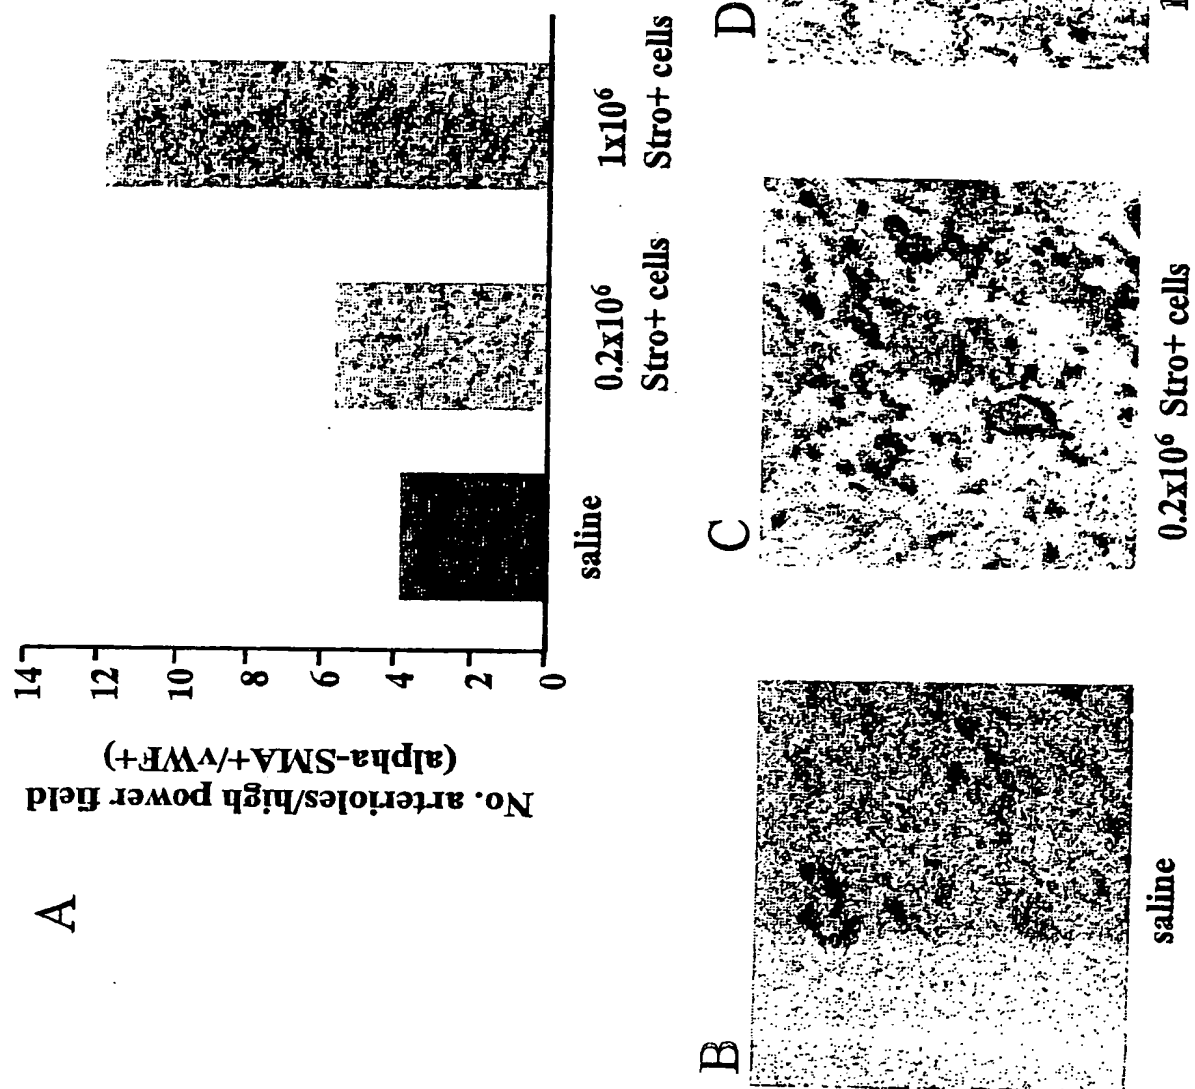 A
No. arterioles/high power field
(alpha-SMA+/vWF+)
14
12
10
8
6
4
2
0
saline
0.2x10⁶
Stro+ cells
1x10⁶
Stro+ cells
B
saline
C
0.2x10⁶ Stro+ cells
D
1